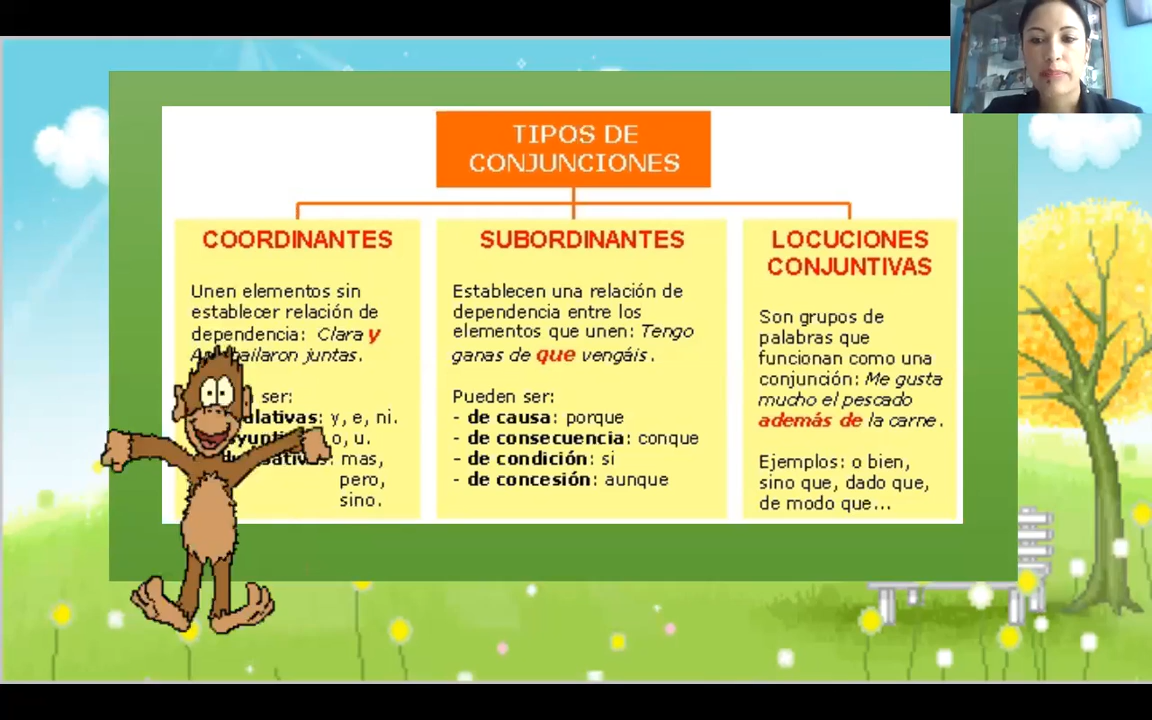 TIPOS DE
CONJUNCIONES
COORDINANTES
Unen elementos sin
establecer relación de
dependencia: Clara y
bailaron juntas.
ser:
y, e, ni.
o, u.
mas,
pero,
sino.
SUBORDINANTES
Establecen una relación de
dependencia entre los
elementos que unen: Tengo
ganas de que vengáis.
Pueden ser:
- de causa: porque
- de consecuencia: conque
- de condición: si
- de concesión: aunque
LOCUCIONES
CONJUNTIVAS
Son grupos de
palabras que
funcionan como una
conjunción: Me gusta
mucho el pescado
además de la carne.
Ejemplos: o bien,
sino que, dado que,
de modo que...